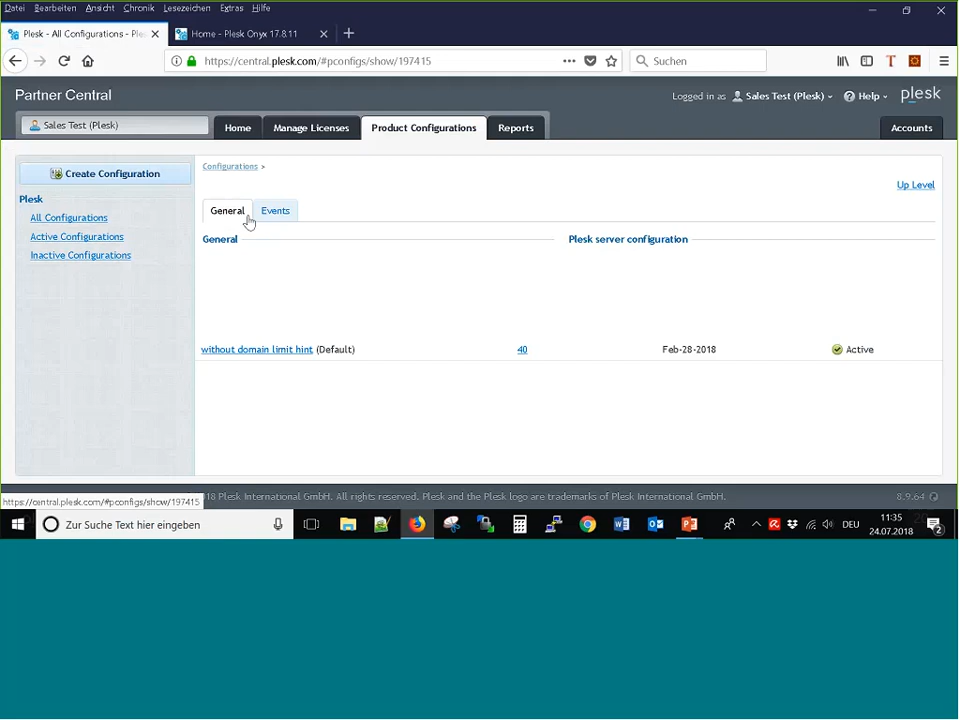 Datei Bearbeiten Ansicht Chronik Lesezeichen Extras Hilfe
Plesk - All Configurations - Ples
Home - Plesk Onyx 17.8.11
https://central.plesk.com/#pconfigs/show/197415
Suchen
Partner Central
Logged in as Sales Test (Plesk) Help plesk
Sales Test (Plesk) Home Manage Licenses Product Configurations Reports Accounts
Create Configuration
Configurations >
Up Level
Plesk
All Configurations
Active Configurations
Inactive Configurations
General Events
General Plesk server configuration
without domain limit hint (Default) 40 Feb-28-2018 Active
https://central.plesk.com/#pconfigs/show/197415
18 Plesk International GmbH. All rights reserved. Plesk and the Plesk logo are trademarks of Plesk International GmbH. 8.9.64
Zur Suche Text hier eingeben
DEU
11:35
24.07.2018
2